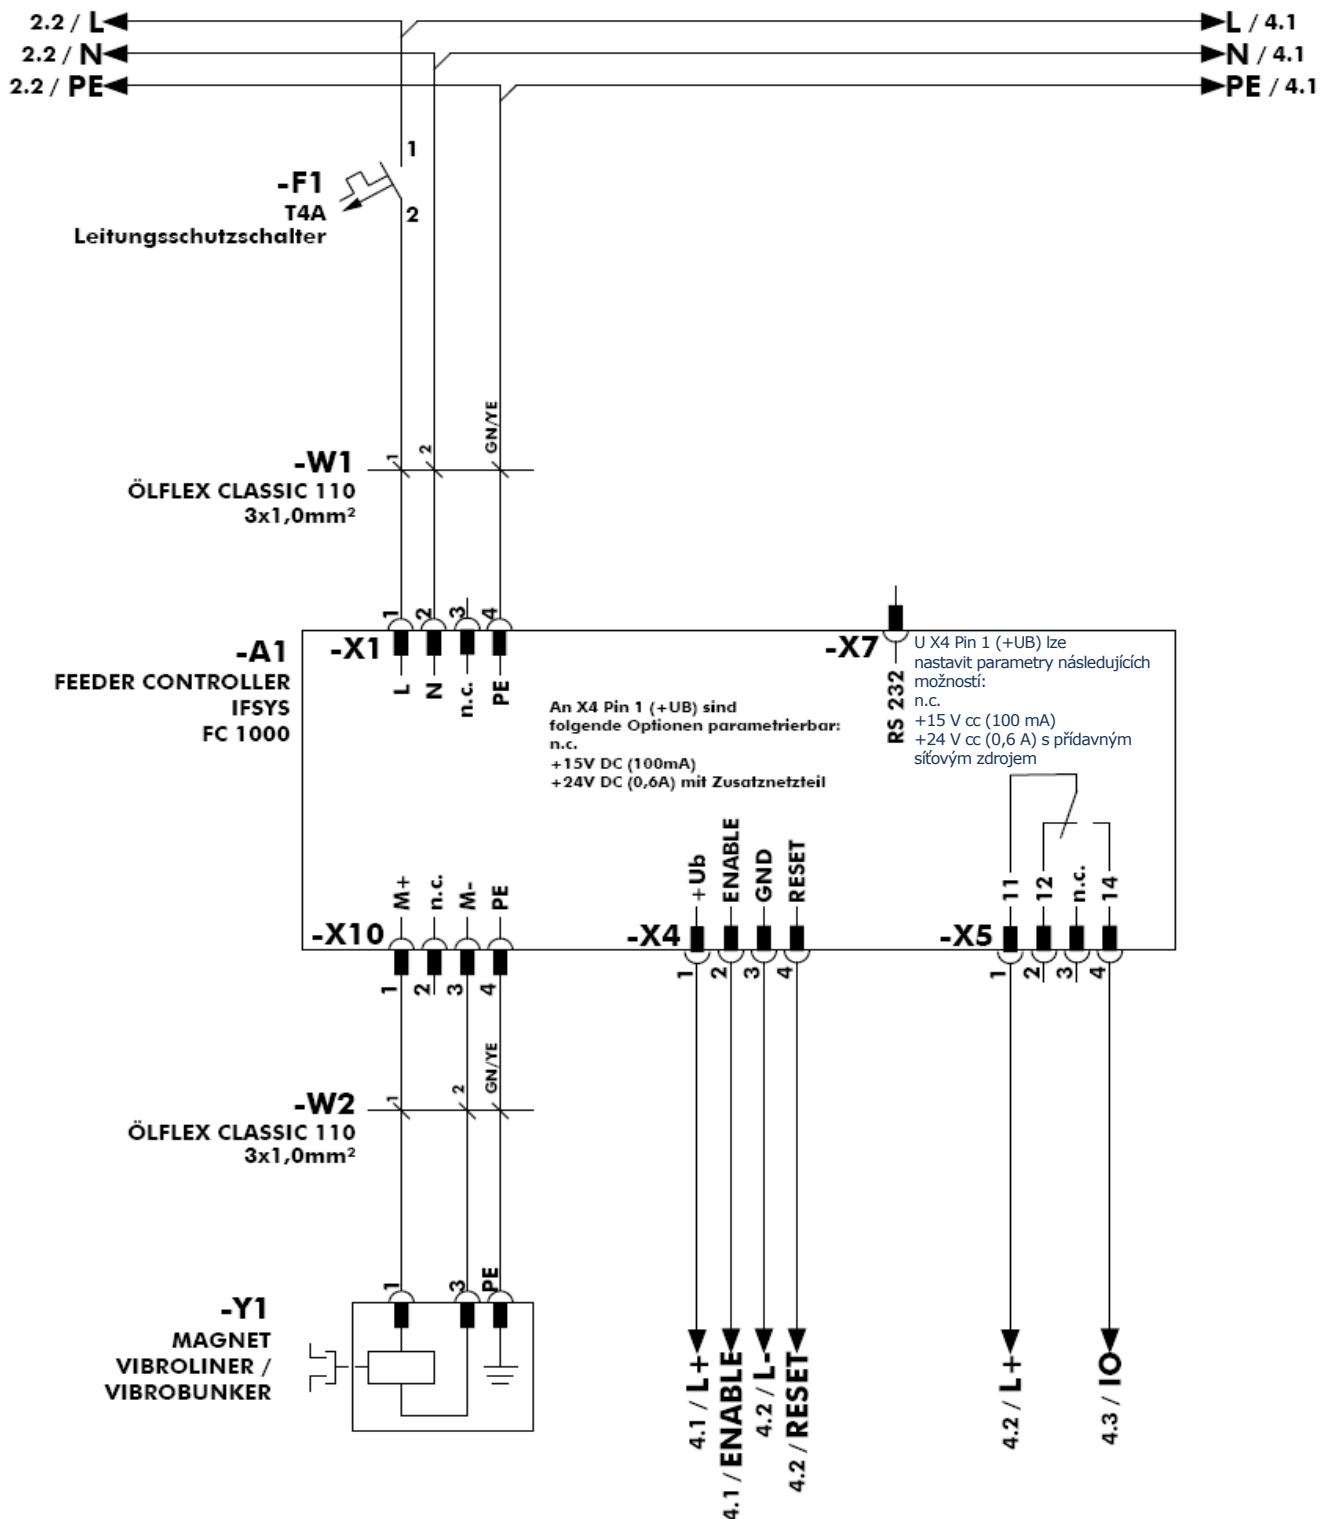 2.2 / L
L / 4.1
2.2 / N
N / 4.1
2.2 / PE
PE / 4.1
1
-F1
T4A
2
Leitungsschutzschalter
1
2
GN/YE
-W1
ÖLFLEX CLASSIC 110
3x1,0mm²
1
2
3
4
-X1
-X7
-A1
FEEDER CONTROLLER
IFSYS
FC 1000
L
N
n.c.
PE
RS 232
U X4 Pin 1 (+UB) lze
nastavit parametry následujících
možností:
n.c.
+15 V cc (100 mA)
+24 V cc (0,6 A) s přídavným
síťovým zdrojem
An X4 Pin 1 (+UB) sind
folgende Optionen parametrierbar:
n.c.
+15V DC (100mA)
+24V DC (0,6A) mit Zusatznetzteil
M+
n.c.
M-
PE
+Ub
ENABLE
GND
RESET
11
12
n.c.
14
-X10
-X4
-X5
1
2
3
4
1
2
3
4
1
2
3
4
1
2
GN/YE
-W2
ÖLFLEX CLASSIC 110
3x1,0mm²
1
3
PE
-Y1
MAGNET
VIBROLINER /
VIBROBUNKER
4.1 / L+
4.1 / ENABLE
4.2 / L-
4.2 / RESET
4.2 / L+
4.3 / IO